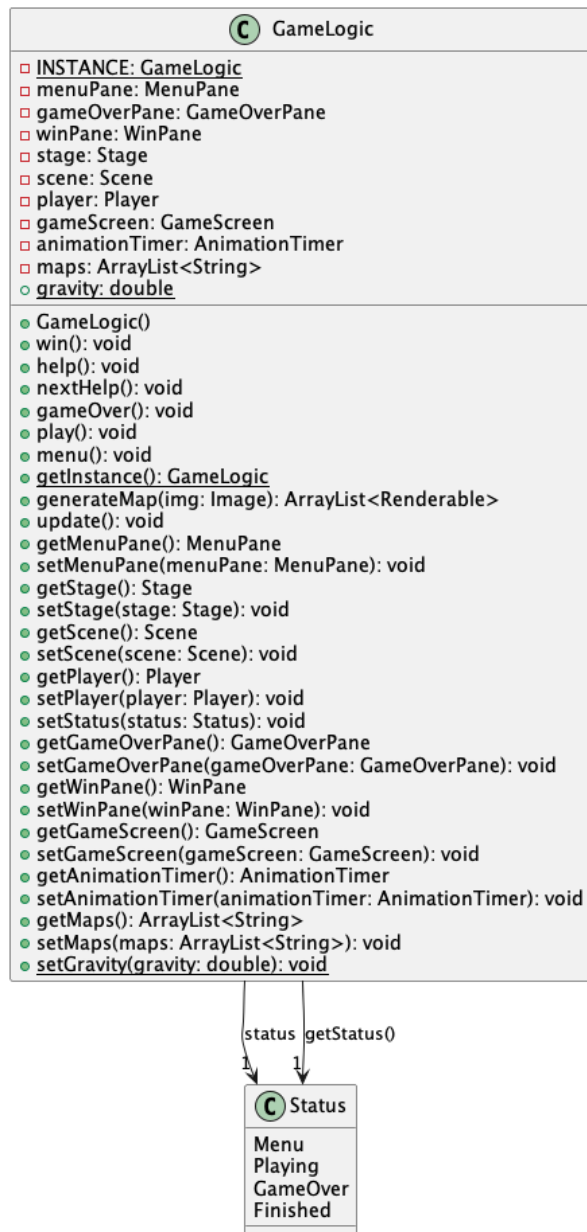 C GameLogic
INSTANCE: GameLogic
menuPane: MenuPane
gameOverPane: GameOverPane
winPane: WinPane
stage: Stage
scene: Scene
player: Player
gameScreen: GameScreen
animationTimer: AnimationTimer
maps: ArrayList<String>
gravity: double
GameLogic()
win(): void
help(): void
nextHelp(): void
gameOver(): void
play(): void
menu(): void
getInstance(): GameLogic
generateMap(img: Image): ArrayList<Renderable>
update(): void
getMenuPane(): MenuPane
setMenuPane(menuPane: MenuPane): void
getStage(): Stage
setStage(stage: Stage): void
getScene(): Scene
setScene(scene: Scene): void
getPlayer(): Player
setPlayer(player: Player): void
setStatus(status: Status): void
getGameOverPane(): GameOverPane
setGameOverPane(gameOverPane: GameOverPane): void
getWinPane(): WinPane
setWinPane(winPane: WinPane): void
getGameScreen(): GameScreen
setGameScreen(gameScreen: GameScreen): void
getAnimationTimer(): AnimationTimer
setAnimationTimer(animationTimer: AnimationTimer): void
getMaps(): ArrayList<String>
setMaps(maps: ArrayList<String>): void
setGravity(gravity: double): void
status getStatus()
1 1
C Status
Menu
Playing
GameOver
Finished